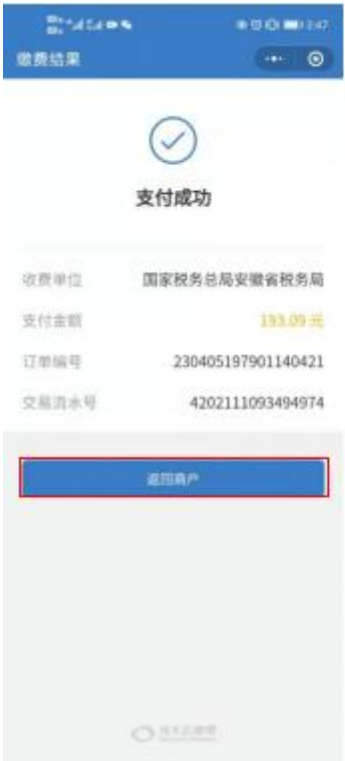 3:47
缴费结果
支付成功
收费单位 国家税务总局安徽省税务局
支付金额 193.09 元
订单编号 230405197901140421
交易流水号 4202111093494974
返回商户